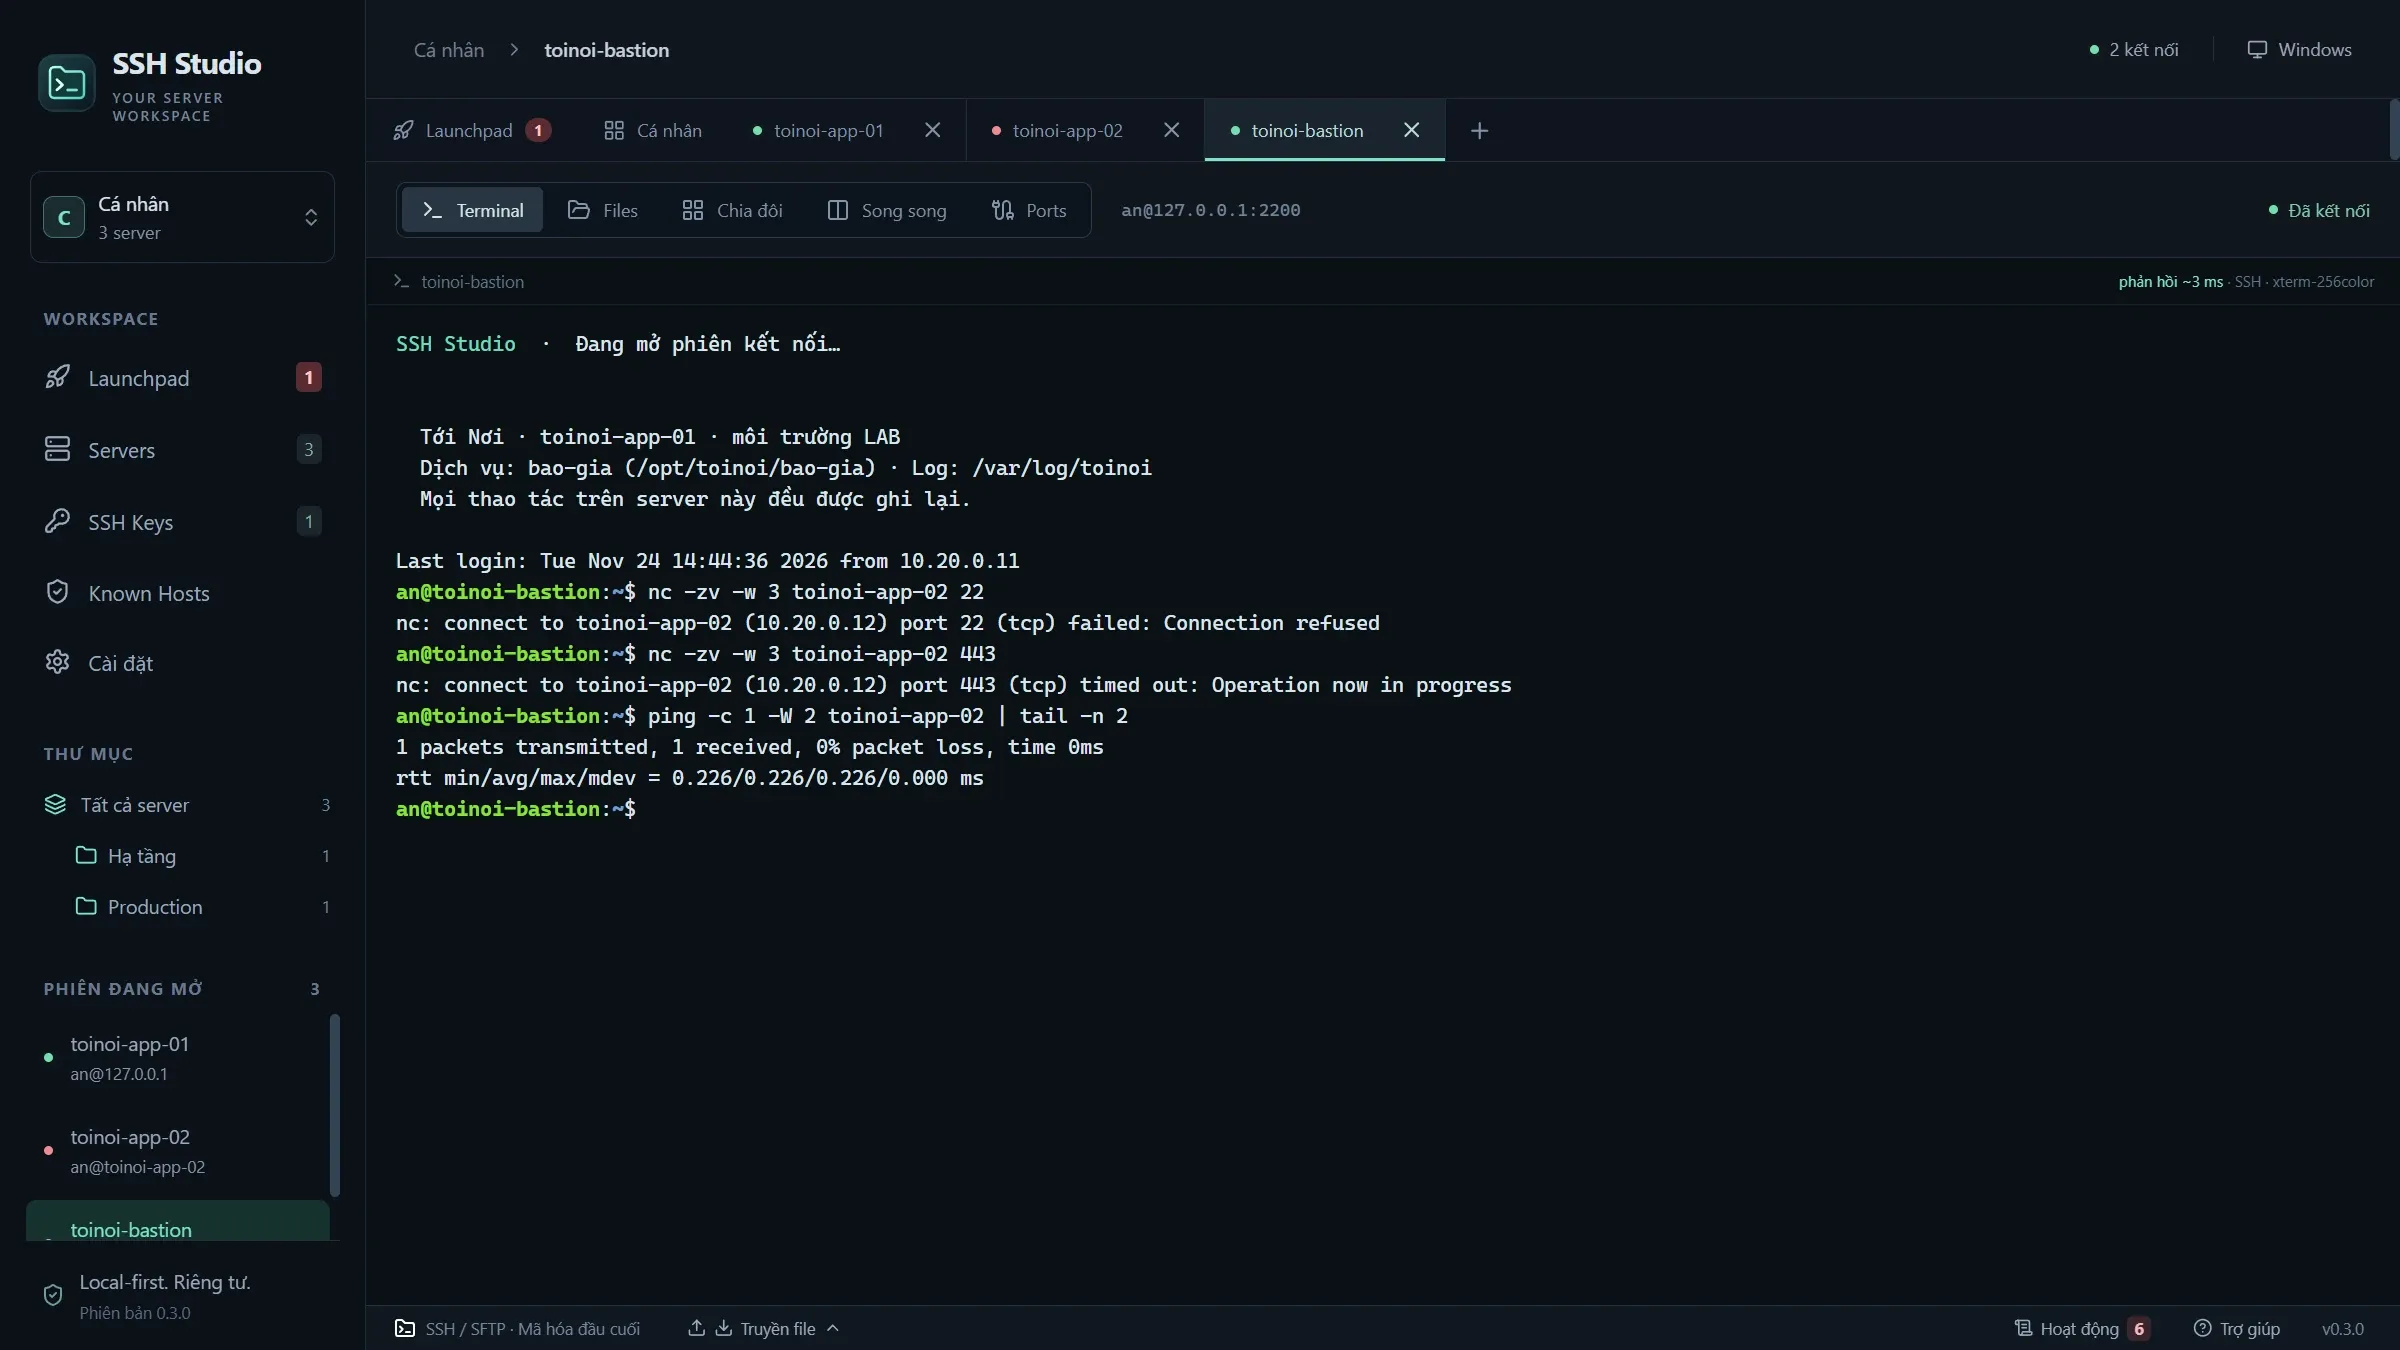 SSH Studio
YOUR SERVER
WORKSPACE
C
Cá nhân
3 server
WORKSPACE
Launchpad 1
Servers 3
SSH Keys 1
Known Hosts
Cài đặt
THƯ MỤC
Tất cả server 3
Hạ tầng 1
Production 1
PHIÊN ĐANG MỞ 3
toinoi-app-01
an@127.0.0.1
toinoi-app-02
an@toinoi-app-02
toinoi-bastion
Local-first. Riêng tư.
Phiên bản 0.3.0
Cá nhân > toinoi-bastion
2 kết nối
Windows
Launchpad 1
Cá nhân
toinoi-app-01
toinoi-app-02
toinoi-bastion
Terminal
Files
Chia đôi
Song song
Ports
an@127.0.0.1:2200
Đã kết nối
toinoi-bastion
phản hồi ~3 ms · SSH · xterm-256color
SSH Studio · Đang mở phiên kết nối…
Tới Nơi · toinoi-app-01 · môi trường LAB
Dịch vụ: bao-gia (/opt/toinoi/bao-gia) · Log: /var/log/toinoi
Mọi thao tác trên server này đều được ghi lại.
Last login: Tue Nov 24 14:44:36 2026 from 10.20.0.11
an@toinoi-bastion:~$ nc -zv -w 3 toinoi-app-02 22
nc: connect to toinoi-app-02 (10.20.0.12) port 22 (tcp) failed: Connection refused
an@toinoi-bastion:~$ nc -zv -w 3 toinoi-app-02 443
nc: connect to toinoi-app-02 (10.20.0.12) port 443 (tcp) timed out: Operation now in progress
an@toinoi-bastion:~$ ping -c 1 -W 2 toinoi-app-02 | tail -n 2
1 packets transmitted, 1 received, 0% packet loss, time 0ms
rtt min/avg/max/mdev = 0.226/0.226/0.226/0.000 ms
an@toinoi-bastion:~$
SSH / SFTP · Mã hóa đầu cuối
Truyền file
Hoạt động 6
Trợ giúp
v0.3.0